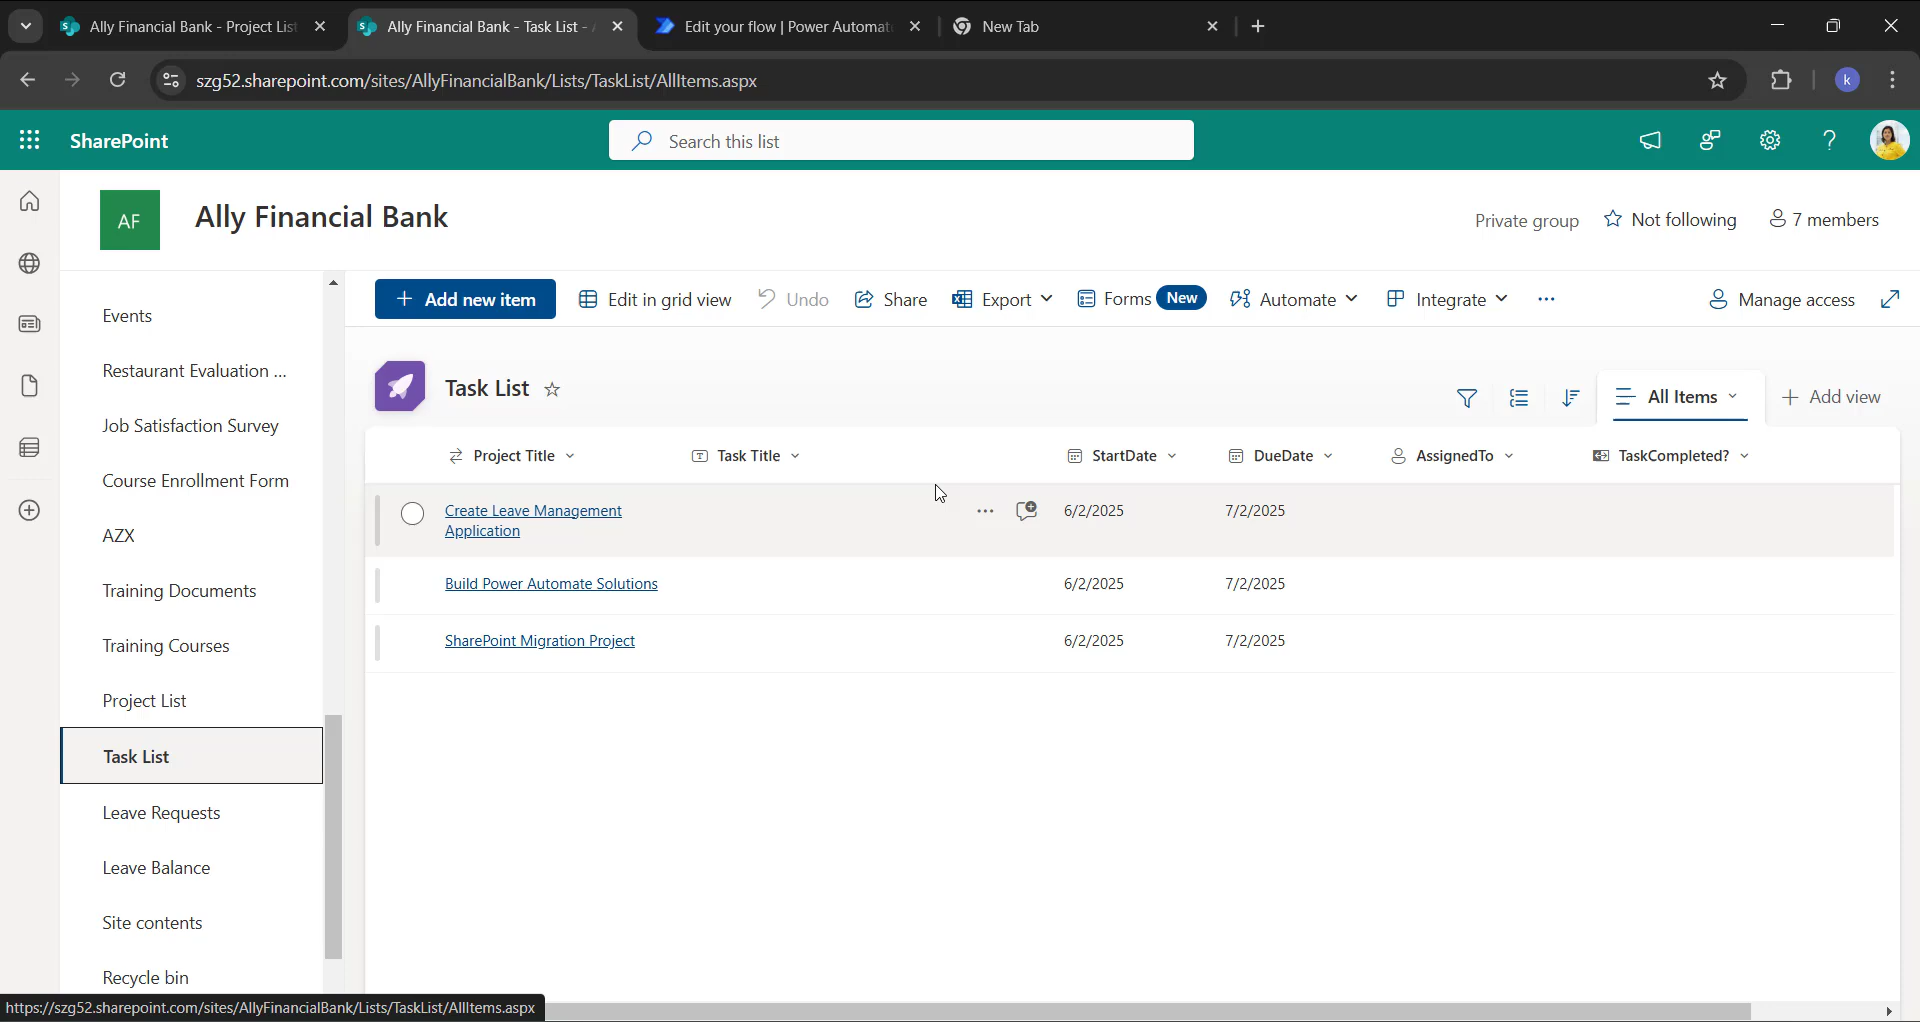 Ally Financial Bank - Project List
Ally Financial Bank - Task List -
Edit your flow | Power Automat
New Tab
szg52.sharepoint.com/sites/AllyFinancialBank/Lists/TaskList/AllItems.aspx
k
SharePoint
Search this list
AF
Ally Financial Bank
Private group
Not following
7 members
Add new item
Edit in grid view
Undo
Share
Export
Forms
New
Automate
Integrate
Manage access
Events
Restaurant Evaluation ...
Job Satisfaction Survey
Course Enrollment Form
AZX
Training Documents
Training Courses
Project List
Task List
Leave Requests
Leave Balance
Site contents
Recycle bin
Task List
All Items
Add view
Project Title
Task Title
StartDate
DueDate
AssignedTo
TaskCompleted?
Create Leave Management
Application
6/2/2025
7/2/2025
Build Power Automate Solutions
6/2/2025
7/2/2025
SharePoint Migration Project
6/2/2025
7/2/2025
https://szg52.sharepoint.com/sites/AllyFinancialBank/Lists/TaskList/AllItems.aspx